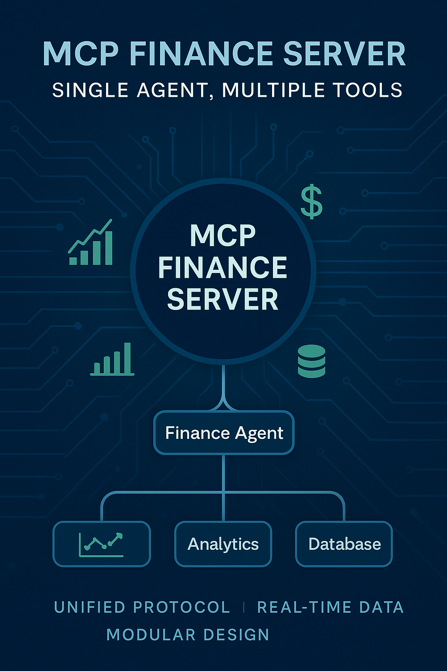 MCP FINANCE SERVER
SINGLE AGENT, MULTIPLE TOOLS
$
MCP
FINANCE
SERVER
Finance Agent
Analytics
Database
UNIFIED PROTOCOL | REAL-TIME DATA
MODULAR DESIGN